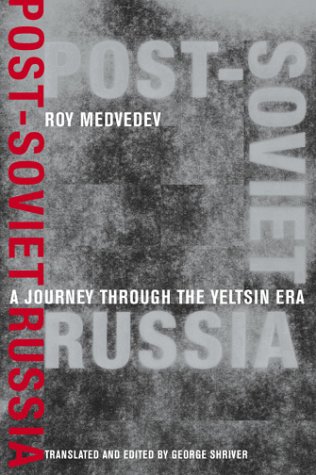 POST-SOVIET RUSSIA
POST-
SOVIET
ROY MEDVEDEV
A JOURNEY THROUGH THE YELTSIN ERA
RUSSIA
TRANSLATED AND EDITED BY GEORGE SHRIVER